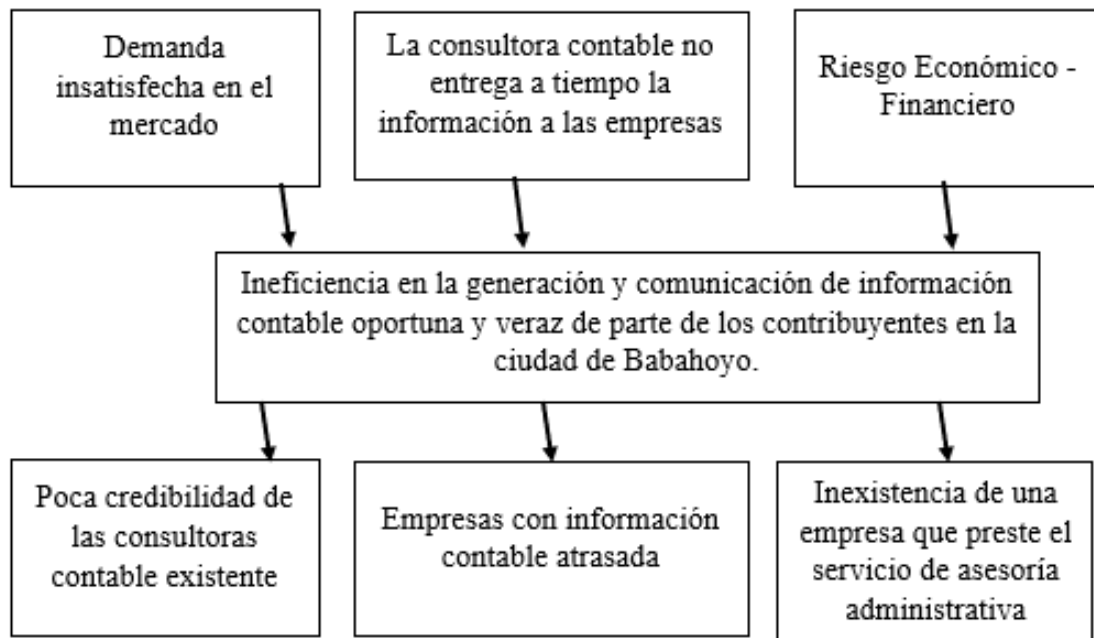 Demanda
insatisfecha en el
mercado
La consultora contable no
entrega a tiempo la
información a las empresas
Riesgo Económico -
Financiero
Ineficiencia en la generación y comunicación de información
contable oportuna y veraz de parte de los contribuyentes en la
ciudad de Babahoyo.
Poca credibilidad de
las consultoras
contable existente
Empresas con información
contable atrasada
Inexistencia de una
empresa que preste el
servicio de asesoría
administrativa